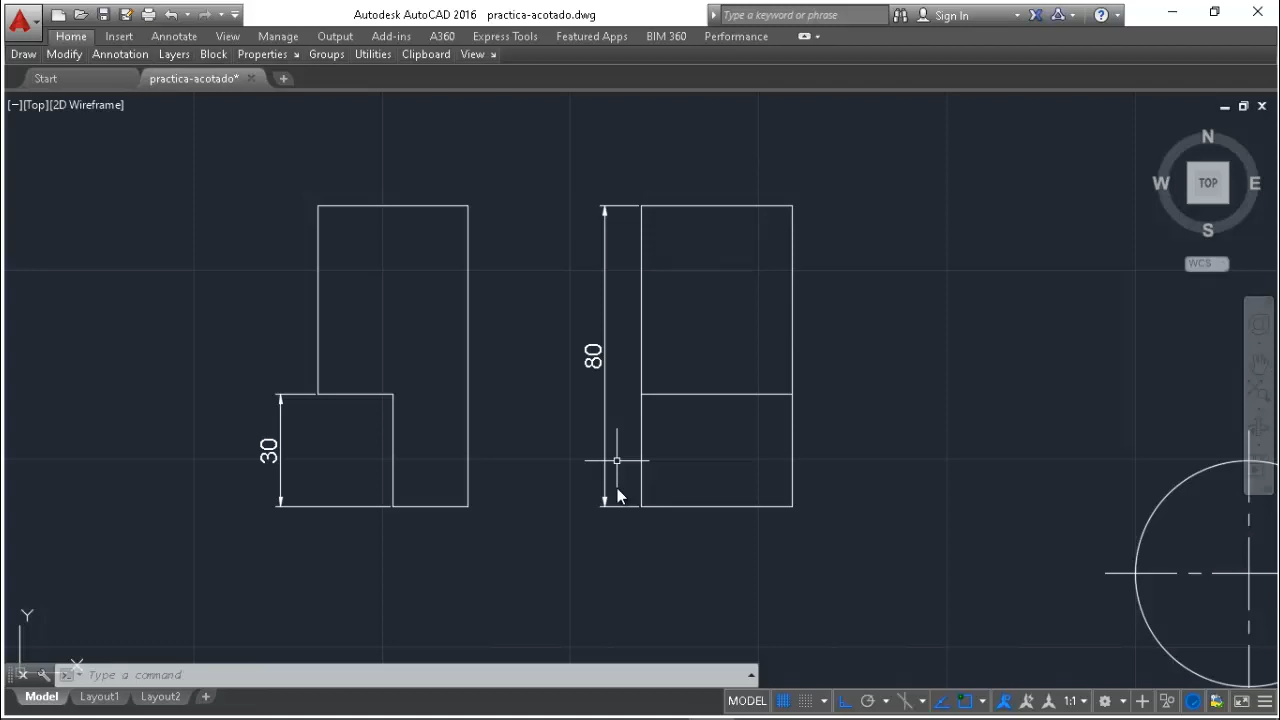 Autodesk AutoCAD 2016 practica-acotado.dwg
Type a keyword or phrase
Sign In
Home Insert Annotate View Manage Output Add-ins A360 Express Tools Featured Apps BIM 360 Performance
Draw Modify Annotation Layers Block Properties Groups Utilities Clipboard View
Start practica-acotado*
[−][Top][2D Wireframe]
N
W TOP E
S
WCS
80
30
Y
X
Type a command
Model Layout1 Layout2
MODEL 1:1